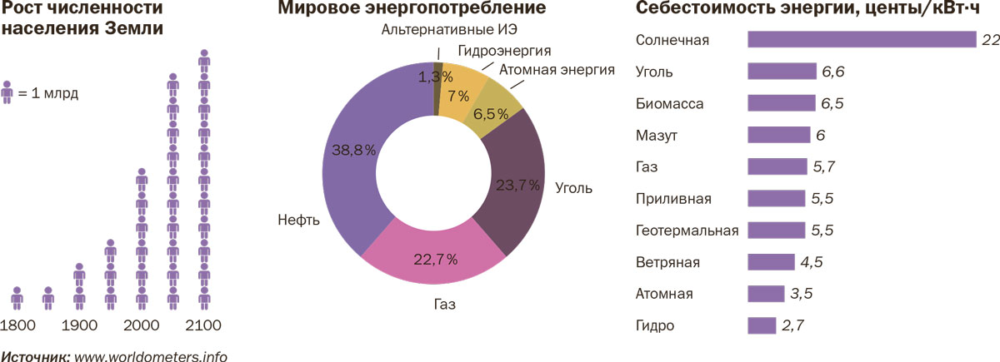 Рост численности
населения Земли
= 1 млрд
1800
1900
2000
2100
Источник: www.worldometers.info
Мировое энергопотребление
Альтернативные ИЭ
Гидроэнергия
Атомная энергия
1,3 %
7 %
6,5 %
38,8 %
23,7 %
Уголь
Нефть
22,7 %
Газ
Себестоимость энергии, центы/кВт·ч
Солнечная 22
Уголь 6,6
Биомасса 6,5
Мазут 6
Газ 5,7
Приливная 5,5
Геотермальная 5,5
Ветряная 4,5
Атомная 3,5
Гидро 2,7